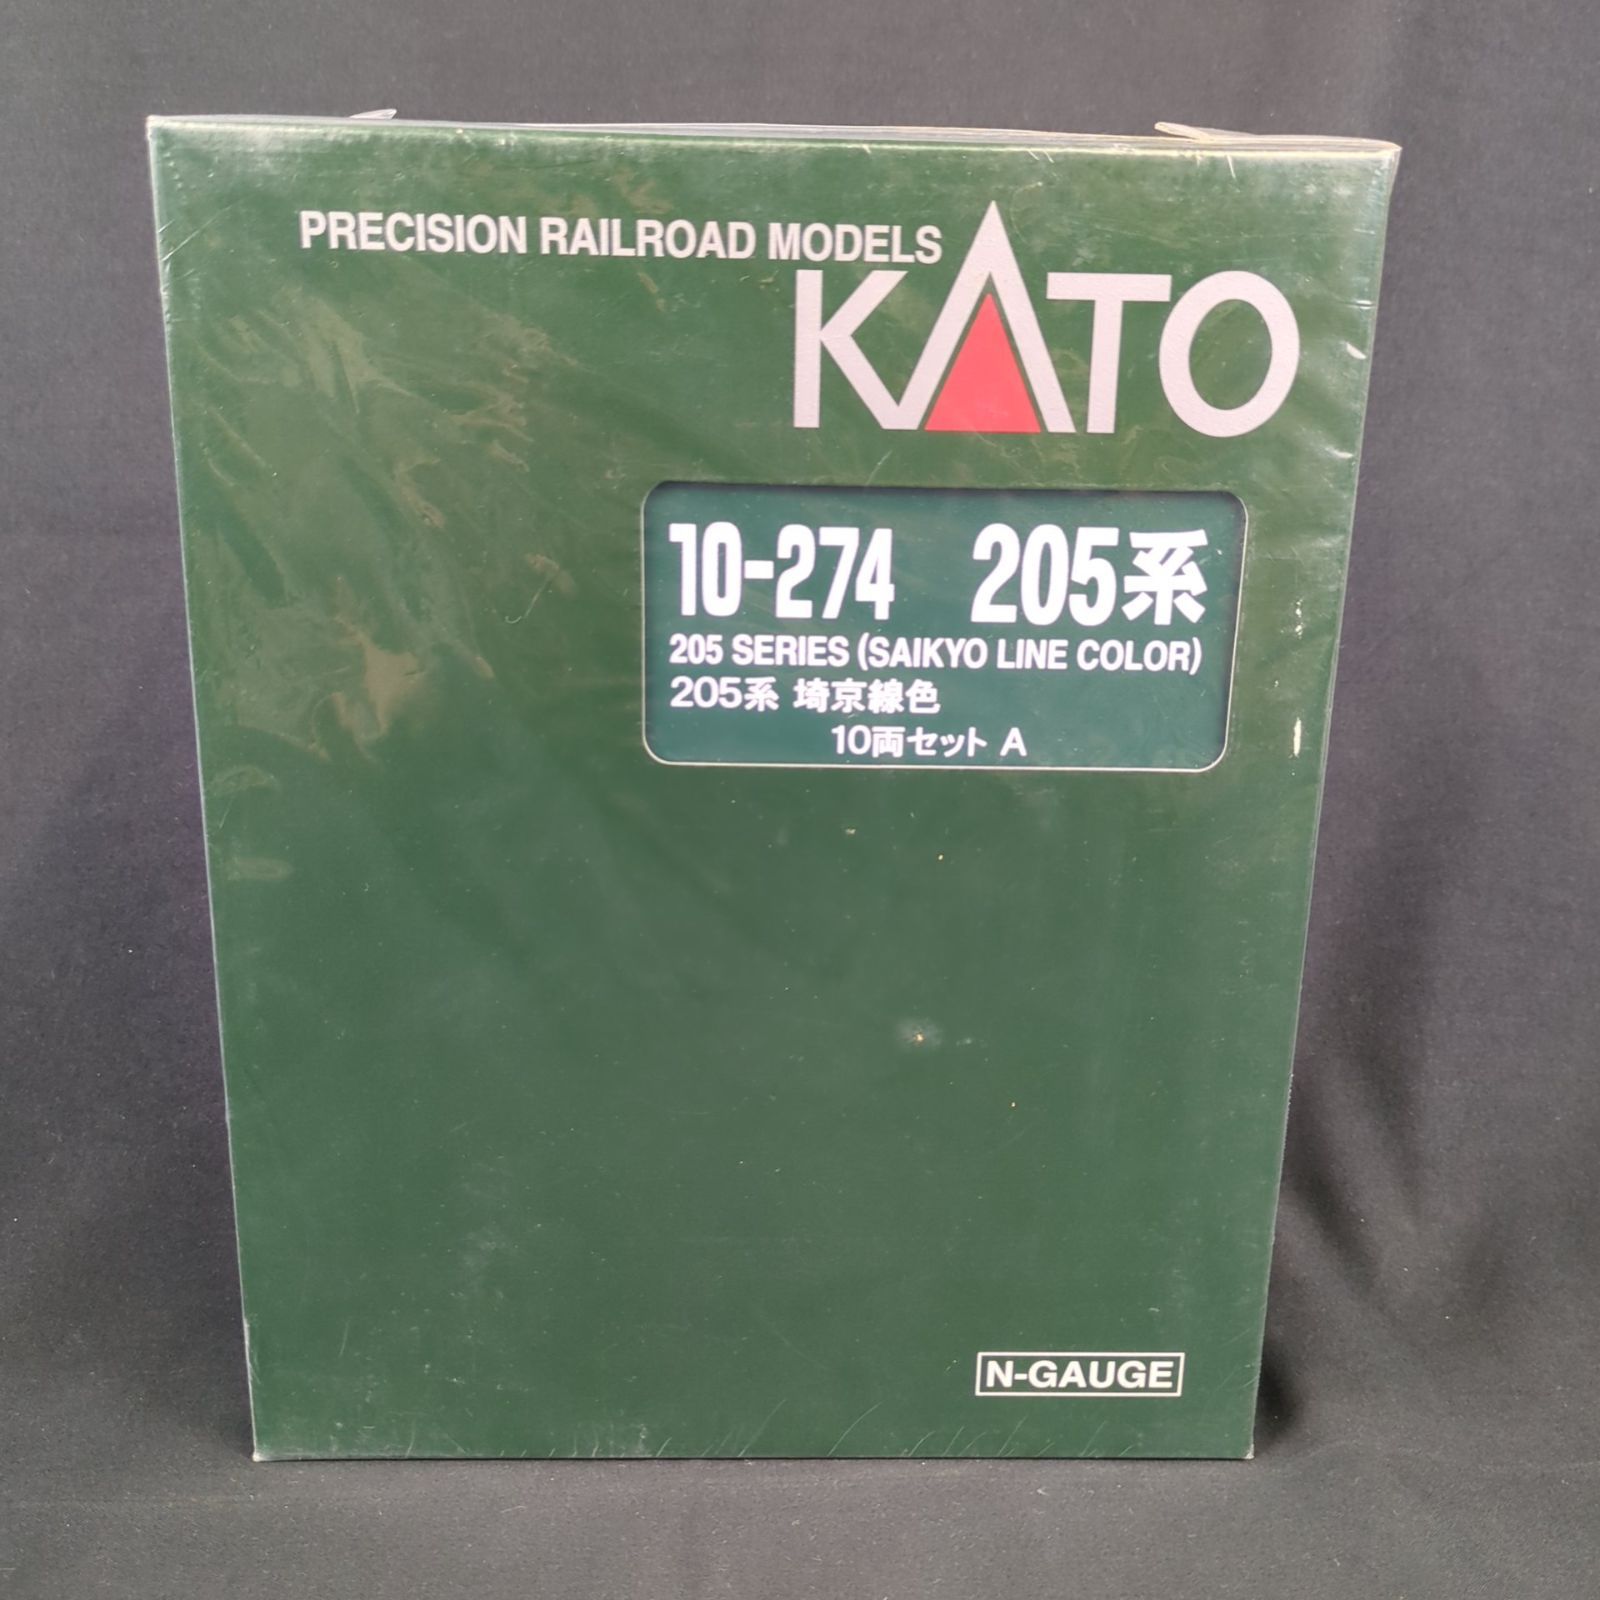 PRECISION RAILROAD MODELS
KATO
10-274 205系
205 SERIES (SAIKYO LINE COLOR)
205系 埼京線色
10両セット A
N-GAUGE